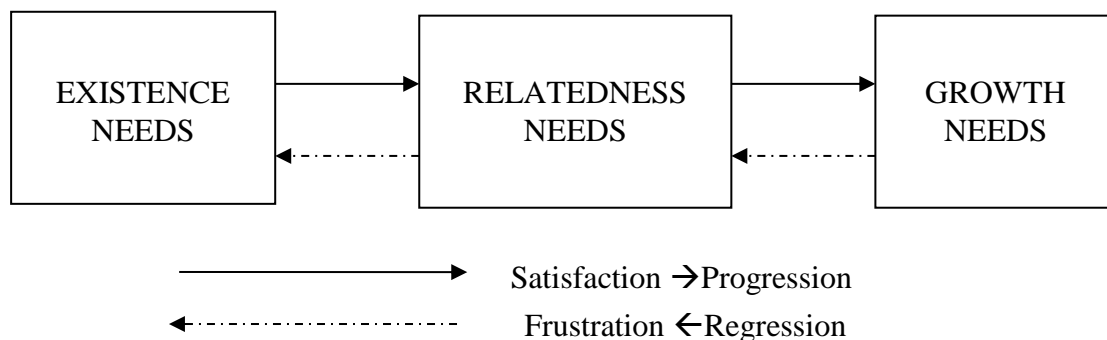 EXISTENCE
NEEDS
RELATEDNESS
NEEDS
GROWTH
NEEDS
Satisfaction →Progression
Frustration ←Regression